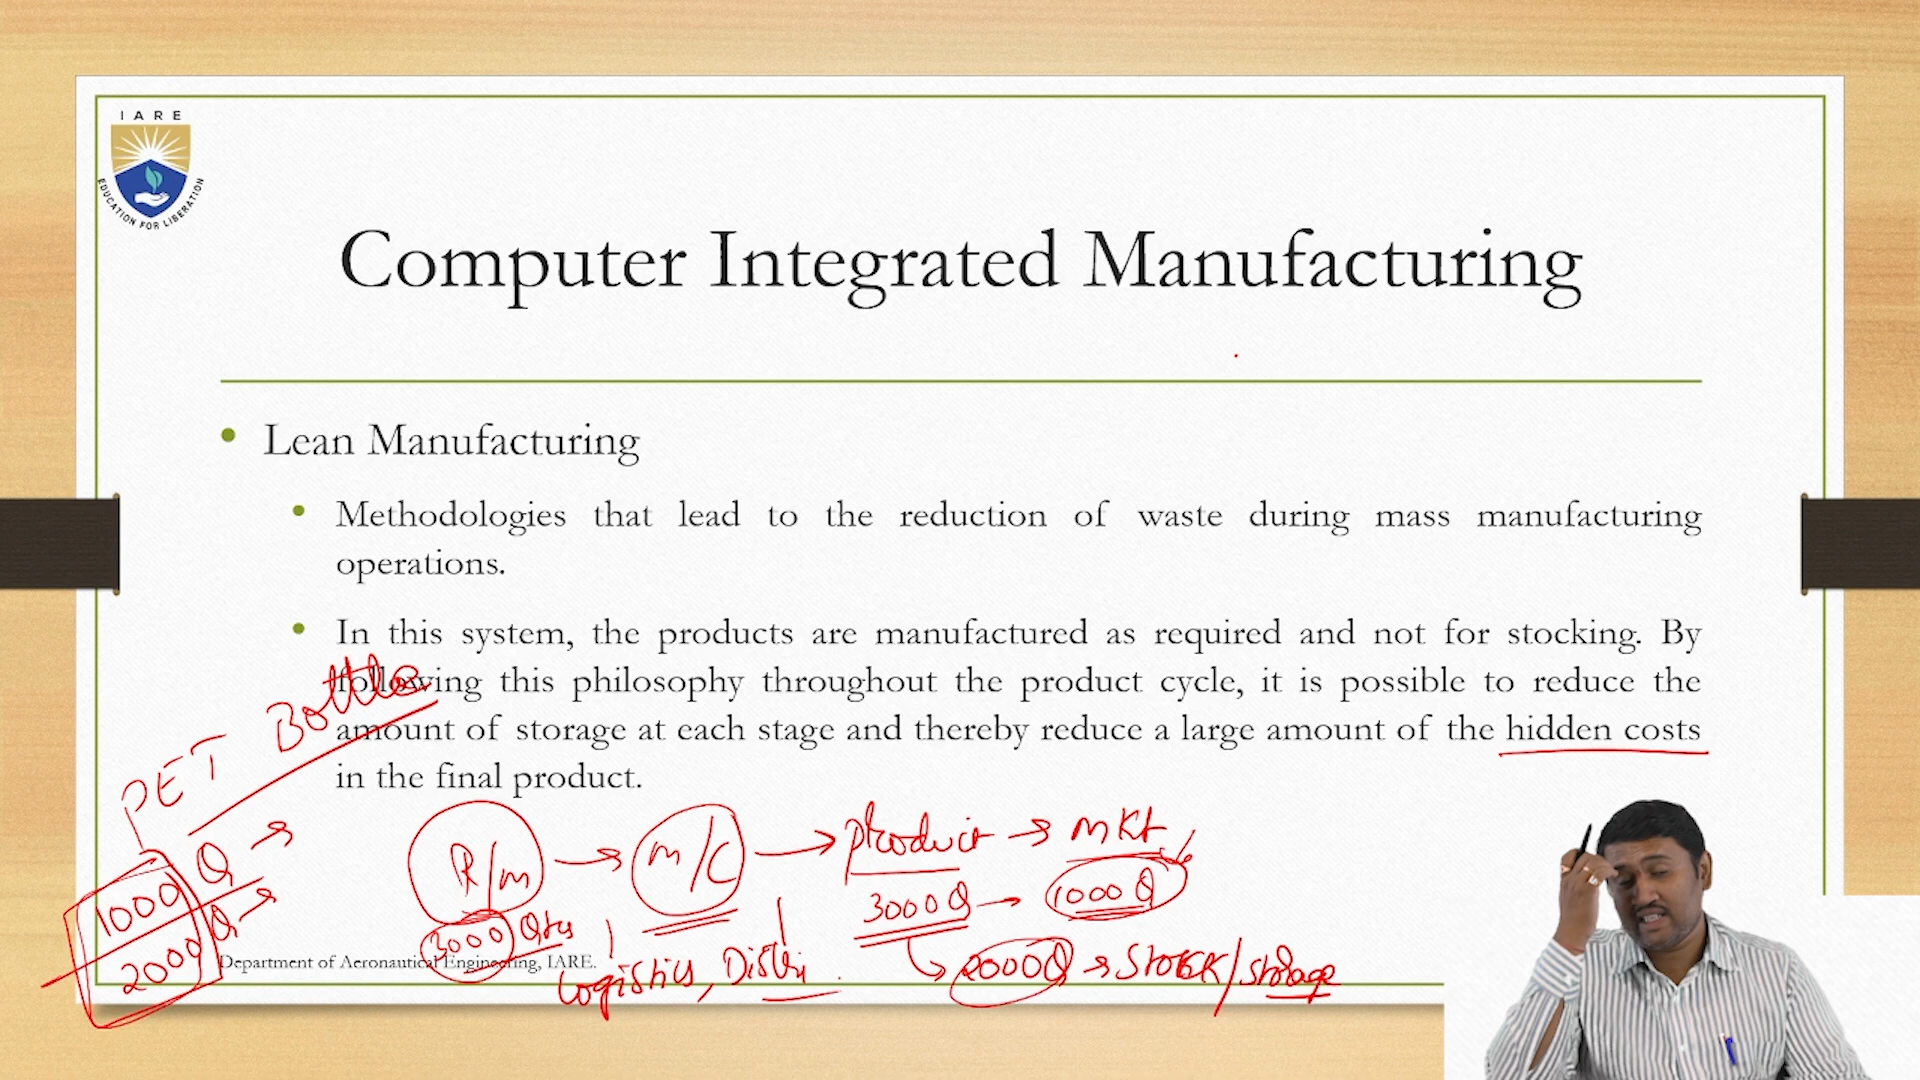 IARE
EDUCATION FOR LIBERATION
Computer Integrated Manufacturing
• Lean Manufacturing
• Methodologies that lead to the reduction of waste during mass manufacturing
operations.
• In this system, the products are manufactured as required and not for stocking. By
following this philosophy throughout the product cycle, it is possible to reduce the
amount of storage at each stage and thereby reduce a large amount of the hidden costs
in the final product.
PET Bottle
1000 Q →
2000 Q →
R/m → m/c → Product → MKt
3000 Qtes
3000 Q → 1000 Q
Logistics, Distri
2000Q → Stock/Storage
Department of Aeronautical Engineering, IARE.